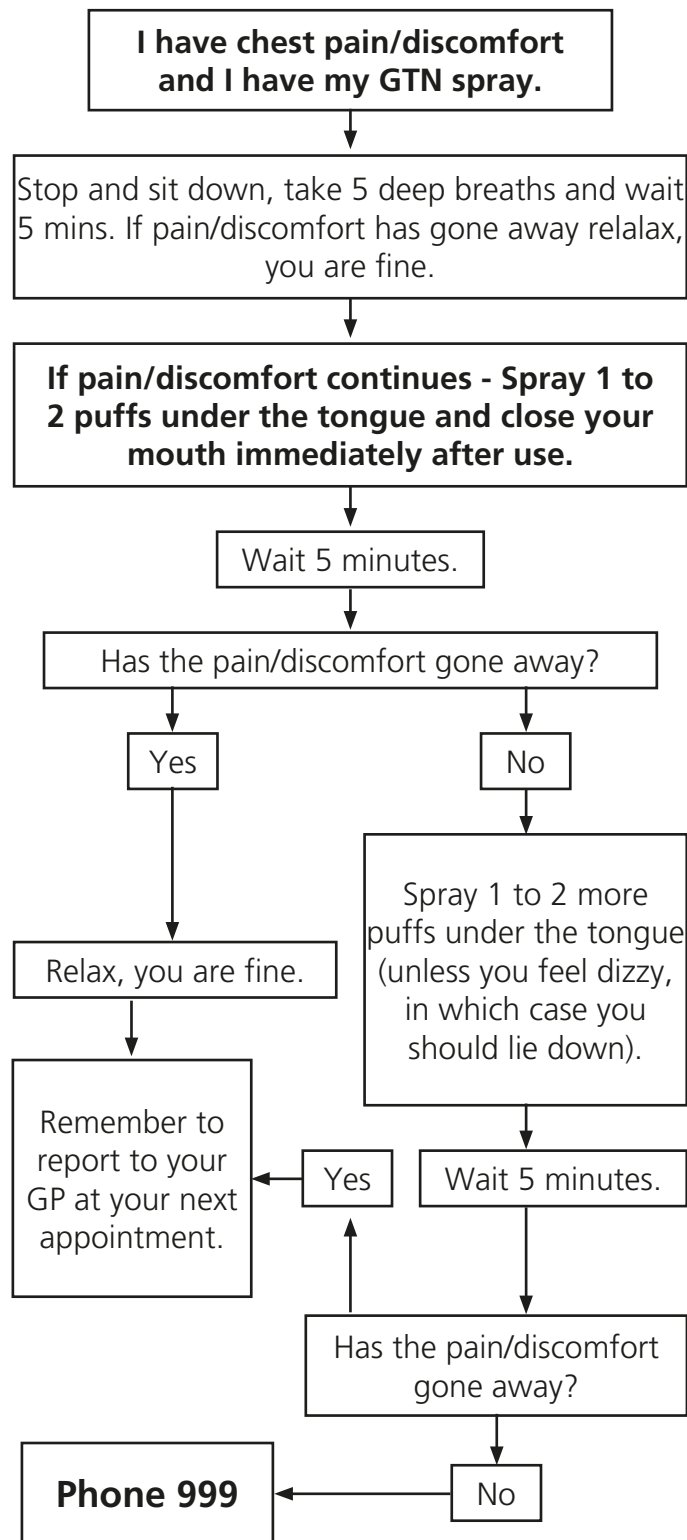 I have chest pain/discomfort
and I have my GTN spray.
Stop and sit down, take 5 deep breaths and wait
5 mins. If pain/discomfort has gone away relalax,
you are fine.
If pain/discomfort continues - Spray 1 to
2 puffs under the tongue and close your
mouth immediately after use.
Wait 5 minutes.
Has the pain/discomfort gone away?
Yes
No
Relax, you are fine.
Spray 1 to 2 more
puffs under the tongue
(unless you feel dizzy,
in which case you
should lie down).
Remember to
report to your
GP at your next
appointment.
Yes
Wait 5 minutes.
Has the pain/discomfort
gone away?
No
Phone 999